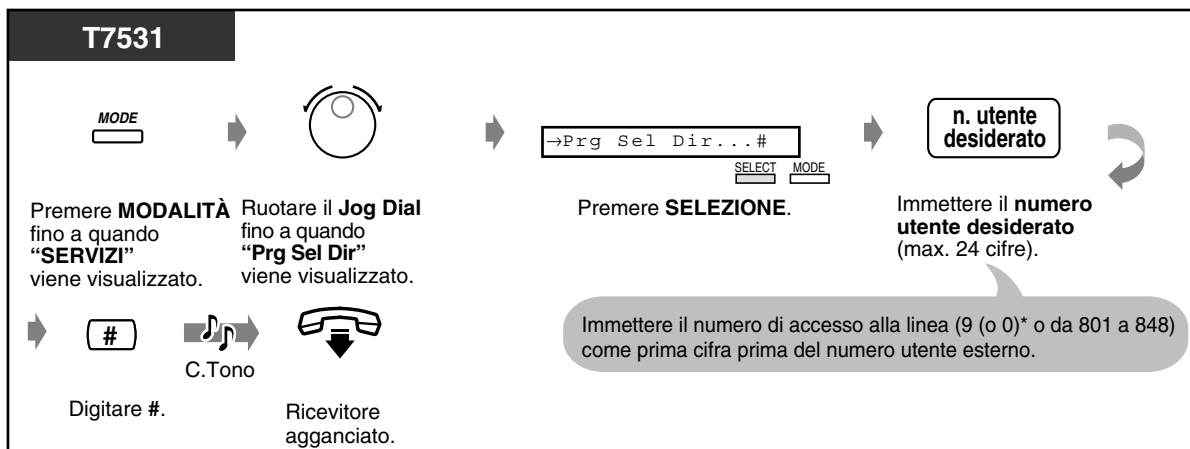 T7531
MODE
→Prg Sel Dir...#
SELECT MODE
n. utente
desiderato
Premere MODALITÀ
fino a quando
“SERVIZI”
viene visualizzato.
Ruotare il Jog Dial
fino a quando
“Prg Sel Dir”
viene visualizzato.
Premere SELEZIONE.
Immettere il numero
utente desiderato
(max. 24 cifre).
Immettere il numero di accesso alla linea (9 (o 0)* o da 801 a 848)
come prima cifra prima del numero utente esterno.
#
C.Tono
Digitare #.
Ricevitore
agganciato.